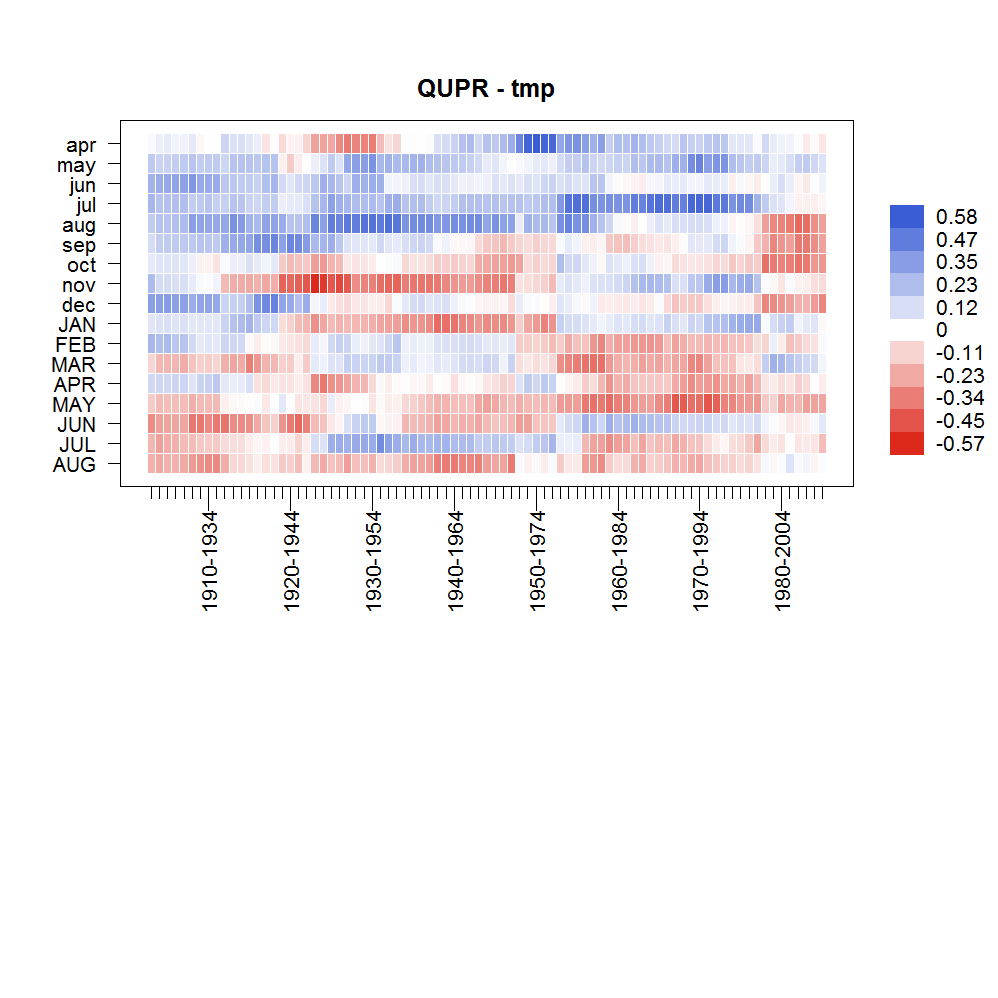 QUPR - tmp
apr
may
jun
jul
aug
sep
oct
nov
dec
JAN
FEB
MAR
APR
MAY
JUN
JUL
AUG
0.58
0.47
0.35
0.23
0.12
0
-0.11
-0.23
-0.34
-0.45
-0.57
1910-1934
1920-1944
1930-1954
1940-1964
1950-1974
1960-1984
1970-1994
1980-2004